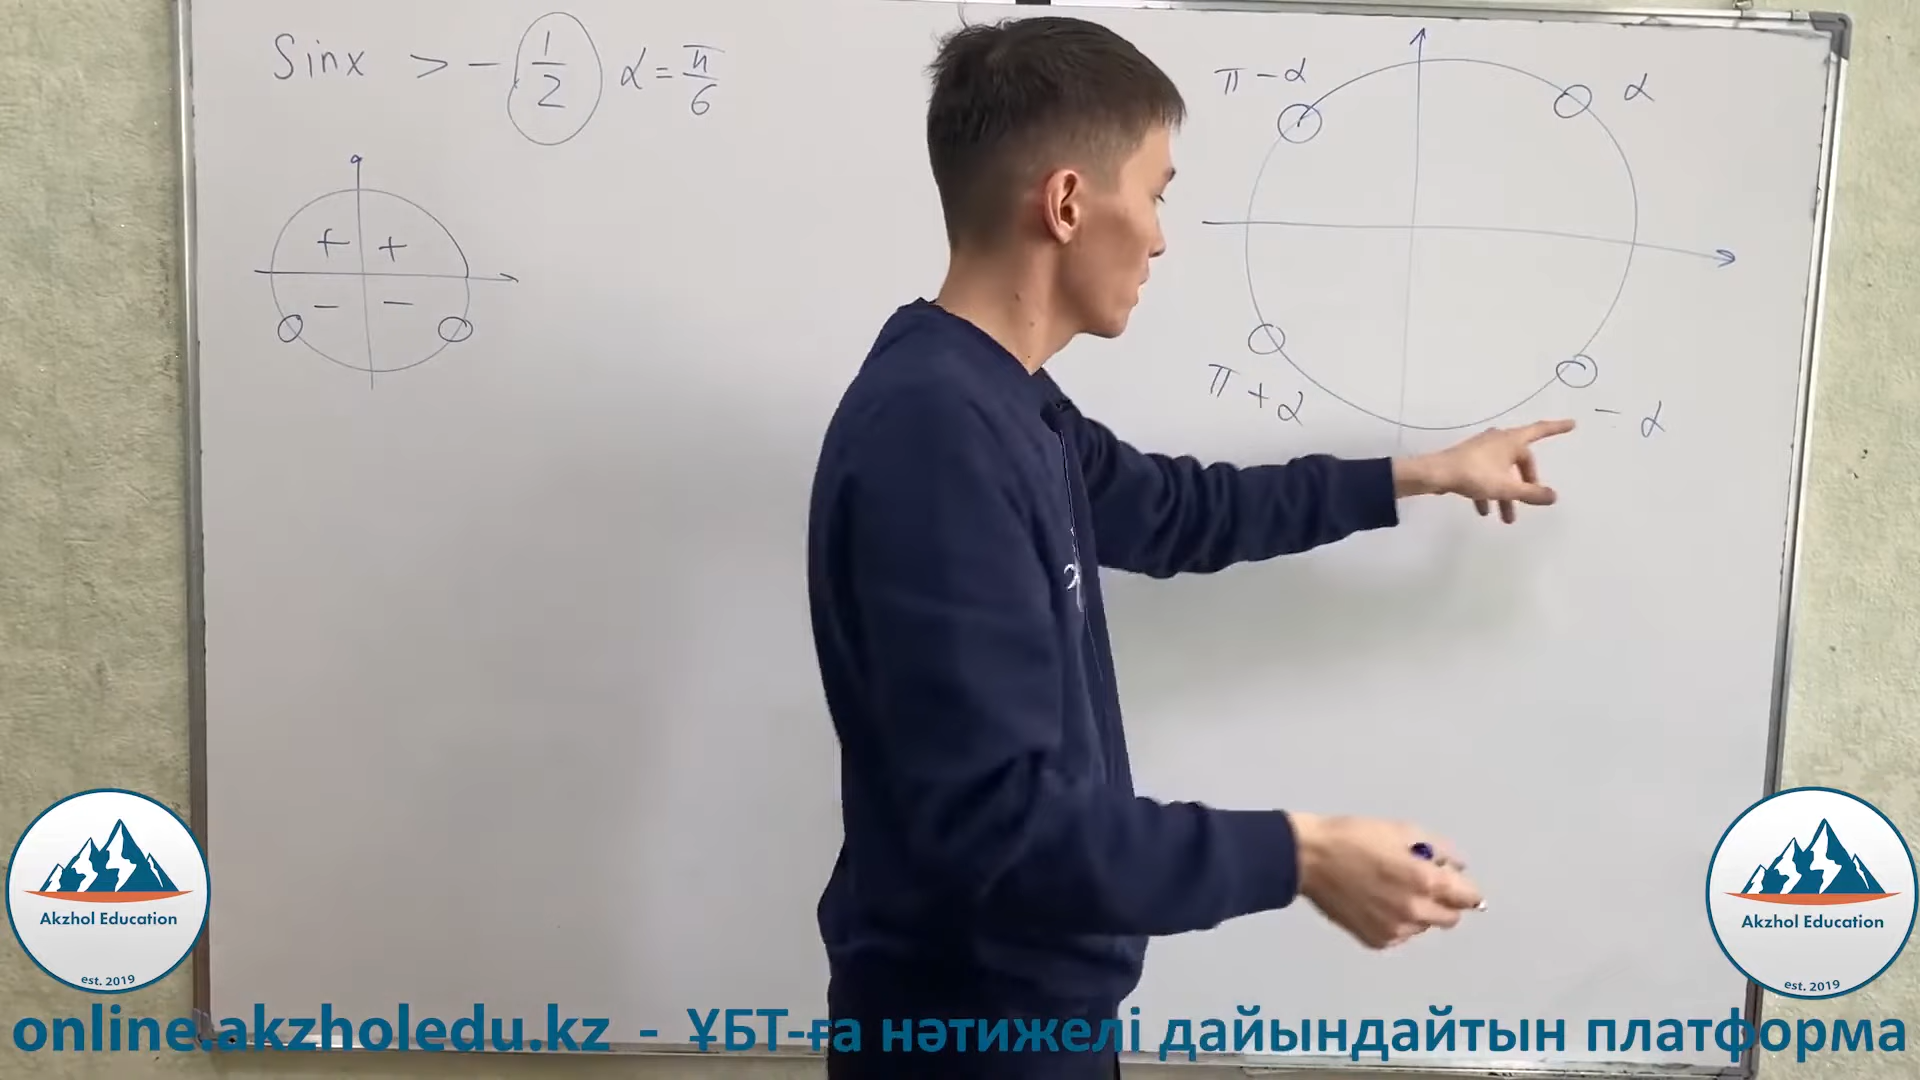 Sinx > - 1/2 α = π/6
+ +
- -
π - α
α
π + α
- α
Akzhol Education
est. 2019
Akzhol Education
est. 2019
online.akzholedu.kz - ҰБТ-ға нәтижелі дайындайтын платформа